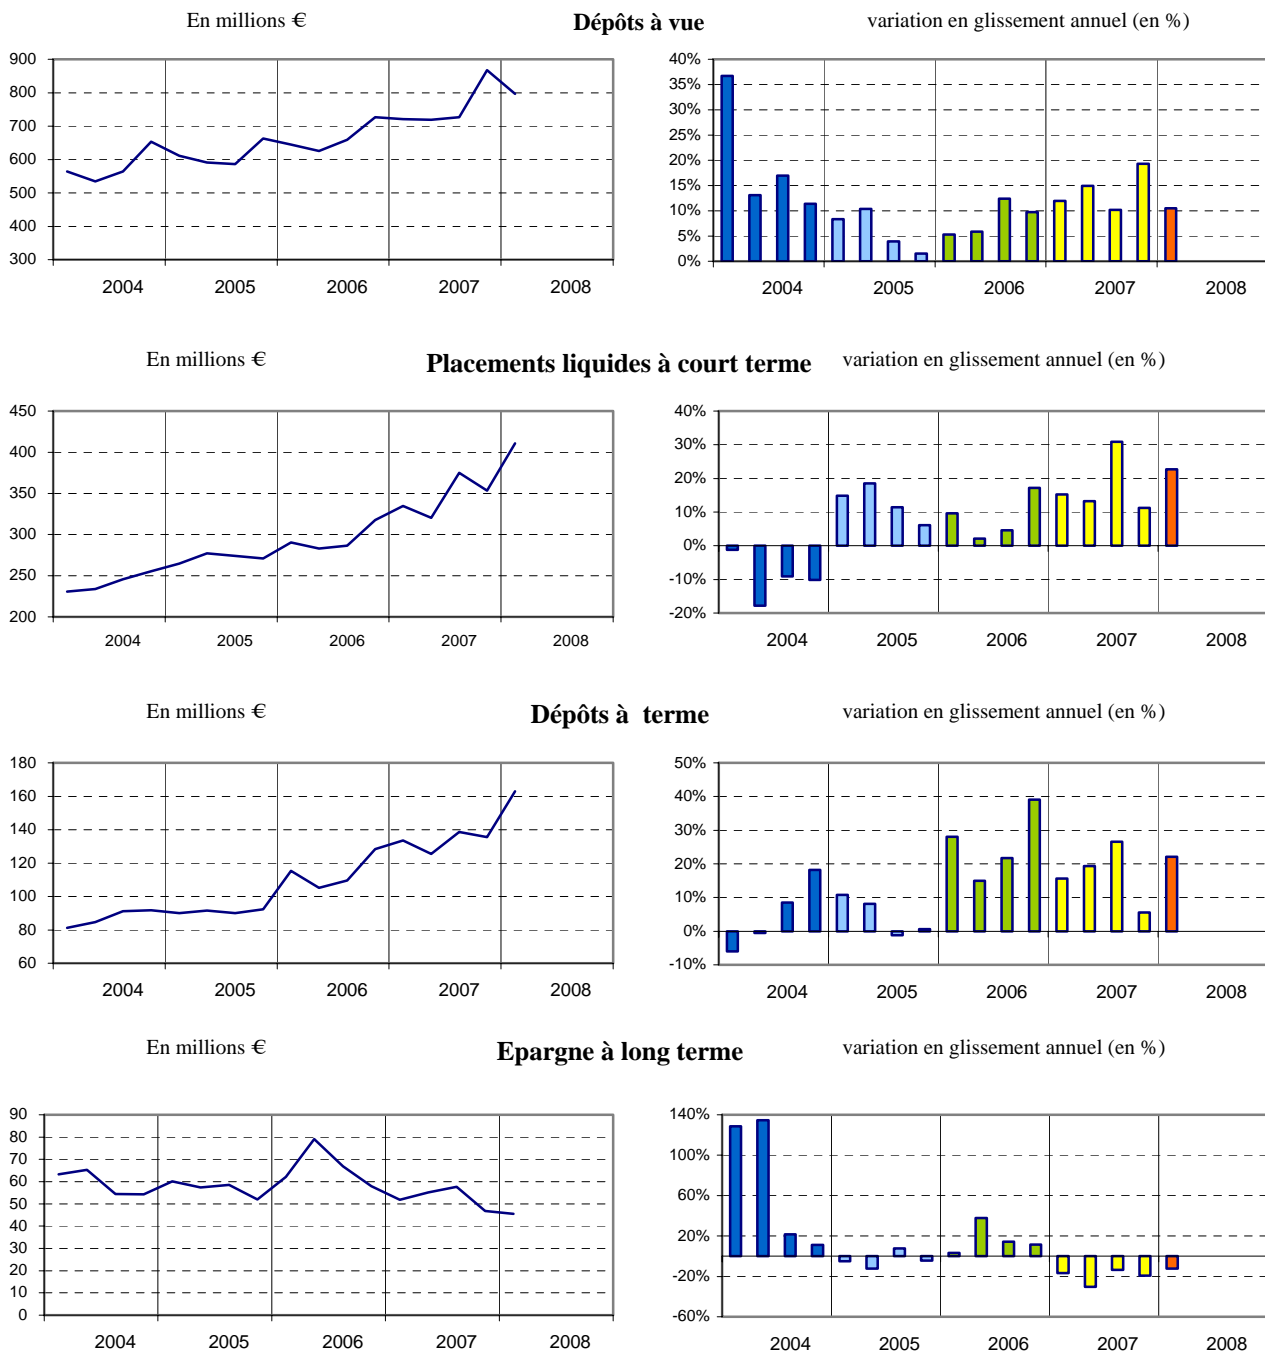 En millions €
Dépôts à vue
variation en glissement annuel (en %)
900
800
700
600
500
400
300
2004 2005 2006 2007 2008
40%
35%
30%
25%
20%
15%
10%
5%
0%
2004 2005 2006 2007 2008
En millions €
Placements liquides à court terme
variation en glissement annuel (en %)
450
400
350
300
250
200
2004 2005 2006 2007 2008
40%
30%
20%
10%
0%
-10%
-20%
2004 2005 2006 2007 2008
En millions €
Dépôts à terme
variation en glissement annuel (en %)
180
160
140
120
100
80
60
2004 2005 2006 2007 2008
50%
40%
30%
20%
10%
0%
-10%
2004 2005 2006 2007 2008
En millions €
Epargne à long terme
variation en glissement annuel (en %)
90
80
70
60
50
40
30
20
10
0
2004 2005 2006 2007 2008
140%
100%
60%
20%
-20%
-60%
2004 2005 2006 2007 2008